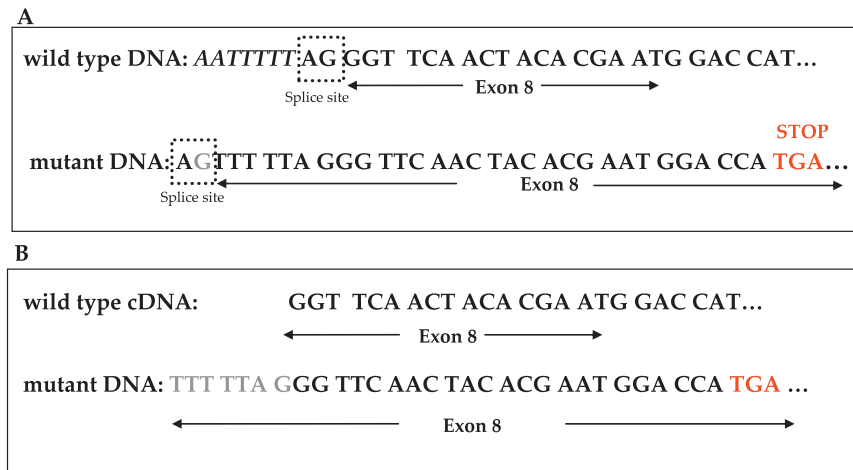 A
wild type DNA: AATTTTT AG GGT TCA ACT ACA CGA ATG GAC CAT...
Splice site
Exon 8
STOP
mutant DNA: AGTTT TTA GGG TTC AAC TAC ACG AAT GGA CCA TGA...
Splice site
Exon 8
B
wild type cDNA: GGT TCA ACT ACA CGA ATG GAC CAT...
Exon 8
mutant DNA: TTT TTA GGG TTC AAC TAC ACG AAT GGA CCA TGA ...
Exon 8